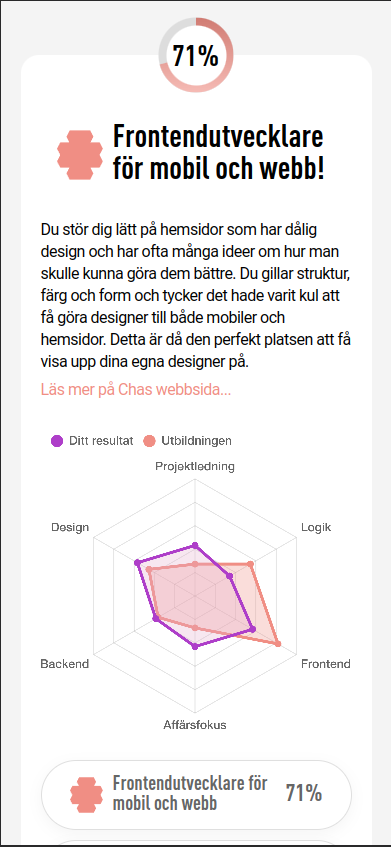 71%
Frontendutvecklare
för mobil och webb!
Du stör dig lätt på hemsidor som har dålig
design och har ofta många ideer om hur man
skulle kunna göra dem bättre. Du gillar struktur,
färg och form och tycker det hade varit kul att
få göra designer till både mobiler och
hemsidor. Detta är då den perfekt platsen att få
visa upp dina egna designer på.
Läs mer på Chas webbsida...
Ditt resultat
Utbildningen
Projektledning
Design
Logik
Backend
Frontend
Affärsfokus
Frontendutvecklare för
mobil och webb
71%